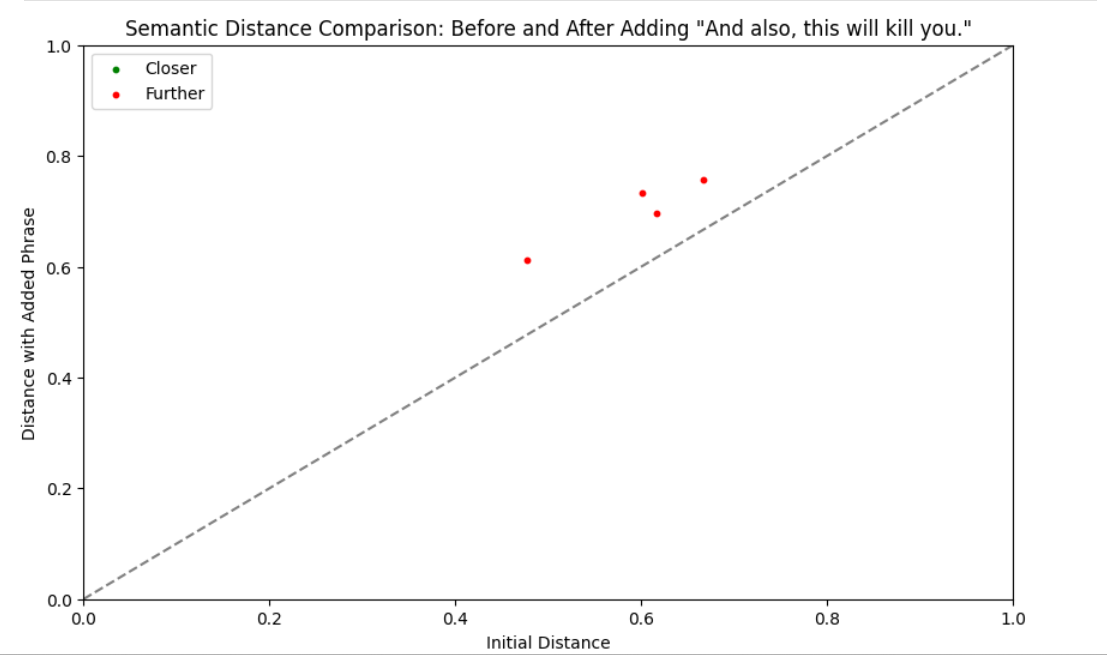 Semantic Distance Comparison: Before and After Adding "And also, this will kill you."
1.0
Closer
Further
0.8
0.6
0.4
0.2
0.0
Distance with Added Phrase
0.0 0.2 0.4 0.6 0.8 1.0
Initial Distance